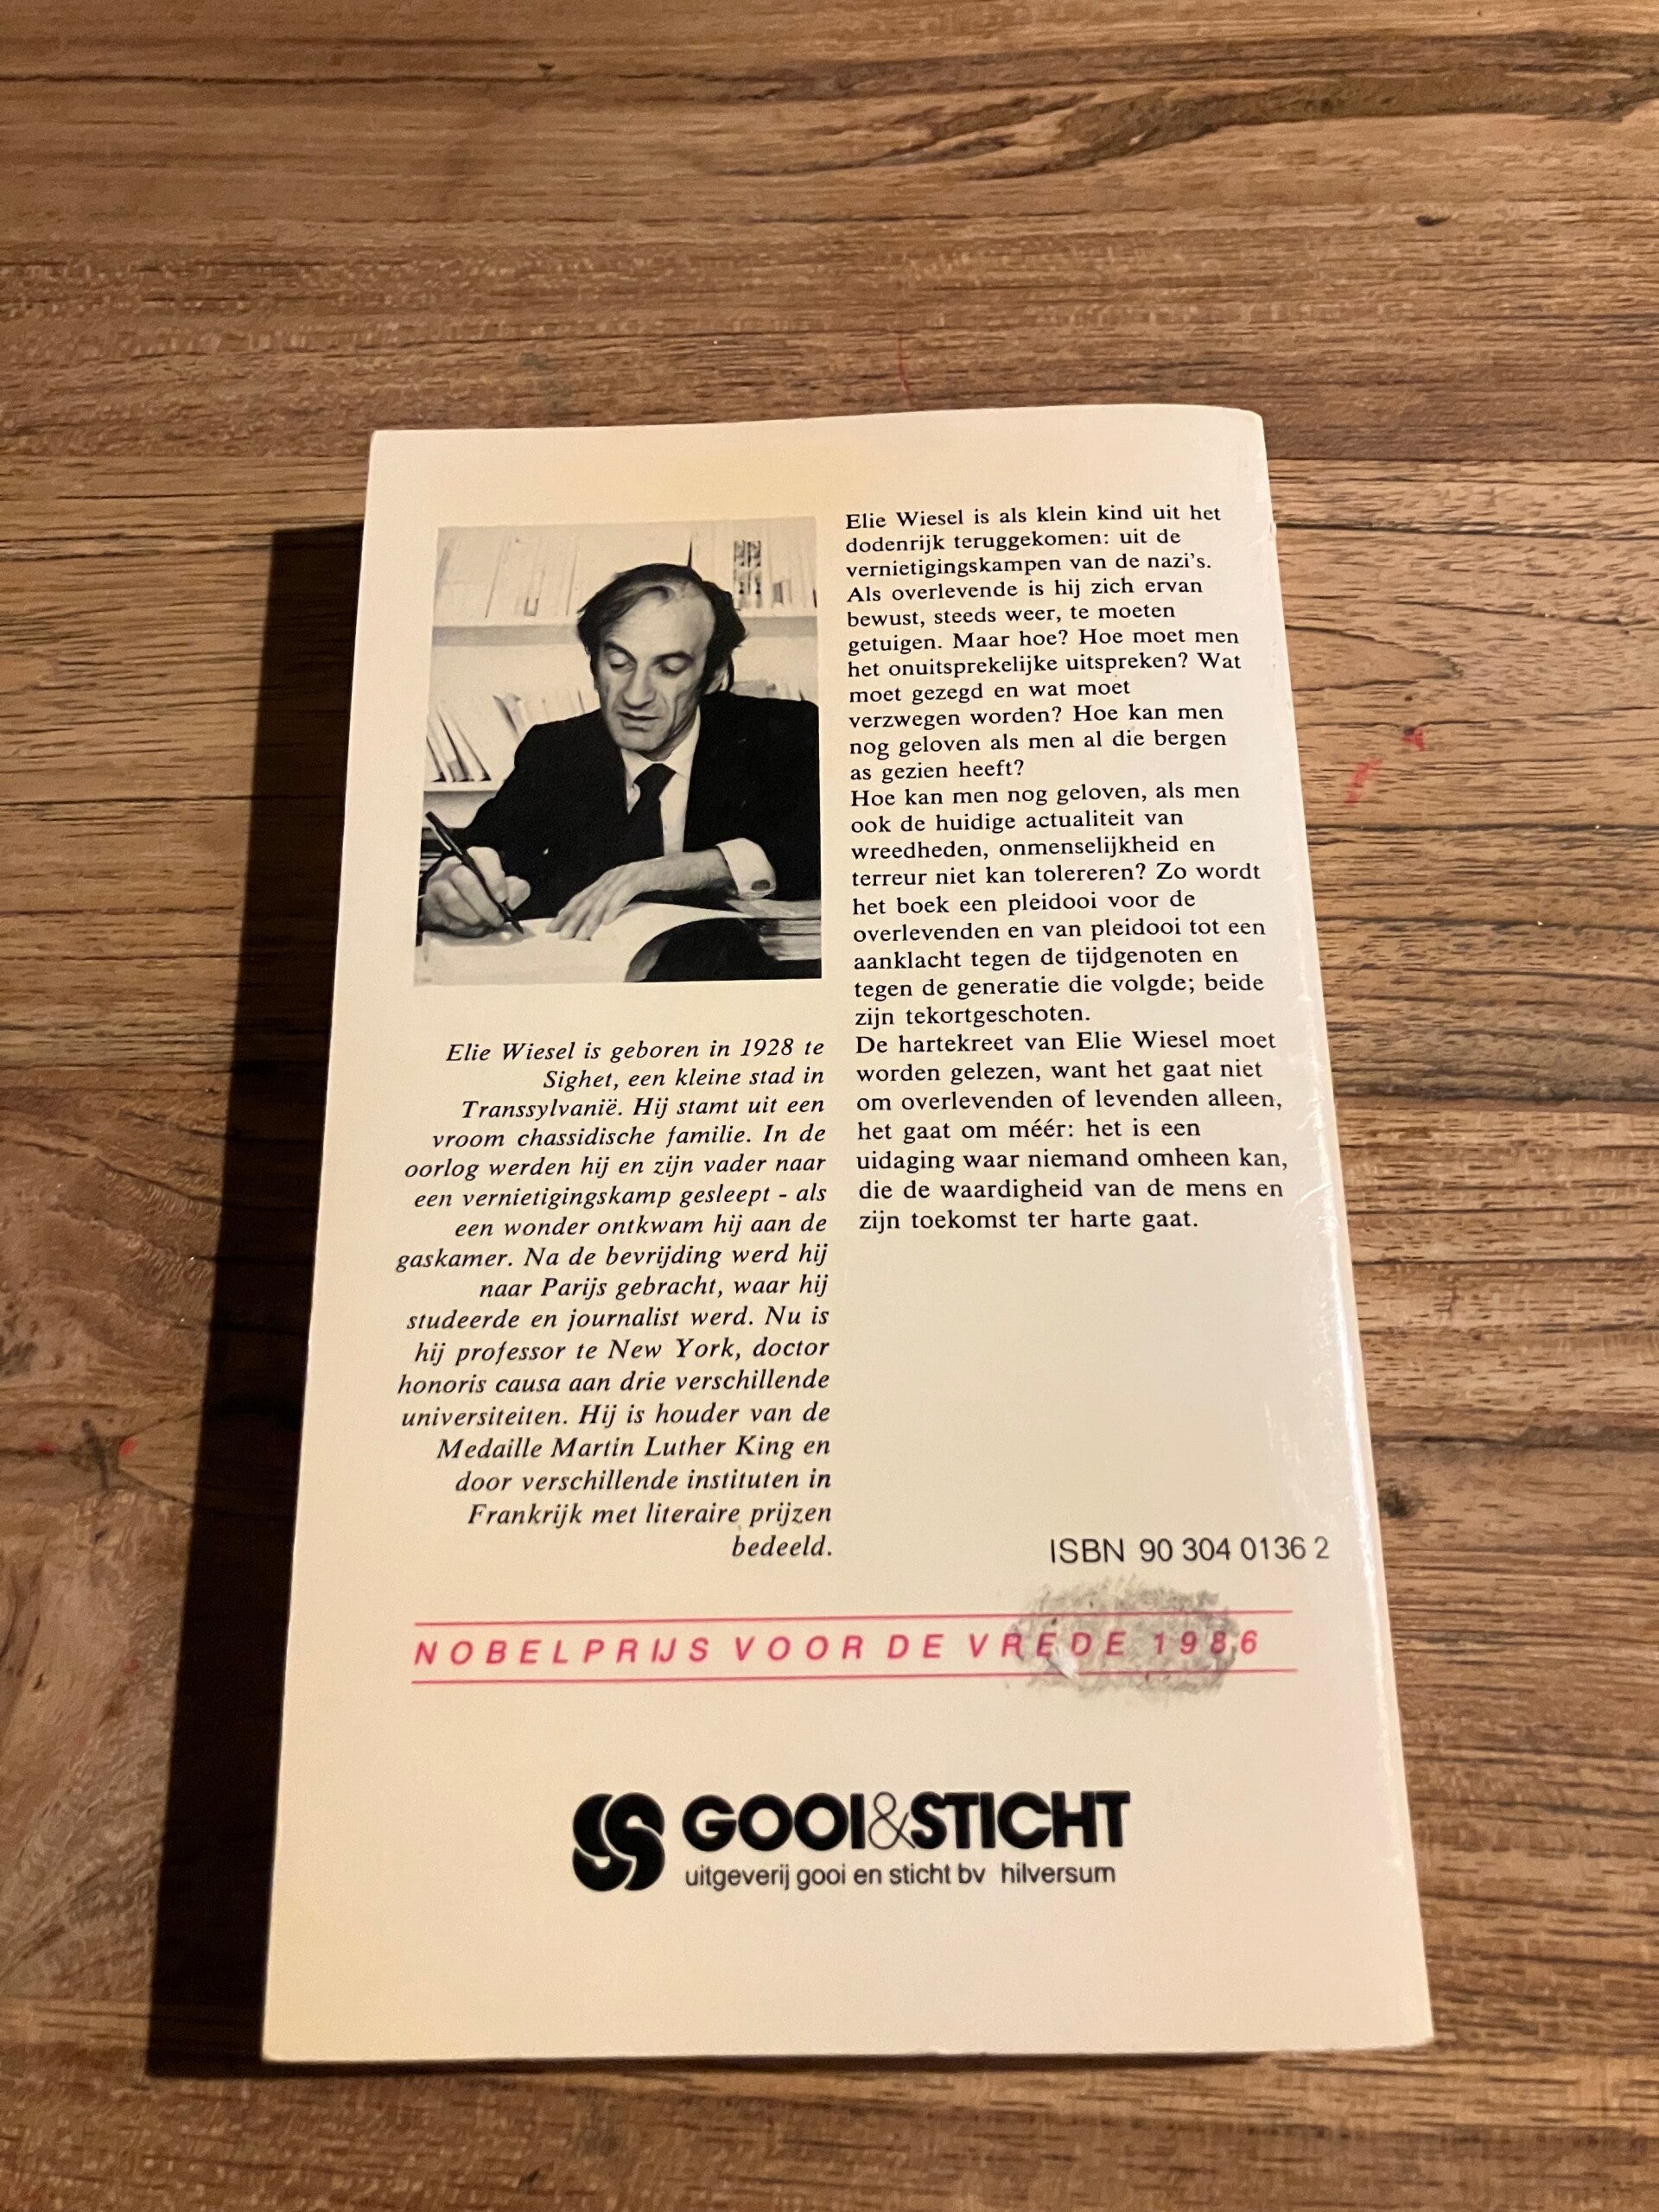 Elie Wiesel is als klein kind uit het
dodenrijk teruggekomen: uit de
vernietigingskampen van de nazi's.
Als overlevende is hij zich ervan
bewust, steeds weer, te moeten
getuigen. Maar hoe? Hoe moet men
het onuitsprekelijke uitspreken? Wat
moet gezegd en wat moet
verzwegen worden? Hoe kan men
nog geloven als men al die bergen
as gezien heeft?
Hoe kan men nog geloven, als men
ook de huidige actualiteit van
wreedheden, onmenselijkheid en
terreur niet kan tolereren? Zo wordt
het boek een pleidooi voor de
overlevenden en van pleidooi tot een
aanklacht tegen de tijdgenoten en
tegen de generatie die volgde; beide
zijn tekortgeschoten.
De hartekreet van Elie Wiesel moet
worden gelezen, want het gaat niet
om overlevenden of levenden alleen,
het gaat om méér: het is een
uidaging waar niemand omheen kan,
die de waardigheid van de mens en
zijn toekomst ter harte gaat.
Elie Wiesel is geboren in 1928 te
Sighet, een kleine stad in
Transsylvanië. Hij stamt uit een
vroom chassidische familie. In de
oorlog werden hij en zijn vader naar
een vernietigingskamp gesleept - als
een wonder ontkwam hij aan de
gaskamer. Na de bevrijding werd hij
naar Parijs gebracht, waar hij
studeerde en journalist werd. Nu is
hij professor te New York, doctor
honoris causa aan drie verschillende
universiteiten. Hij is houder van de
Medaille Martin Luther King en
door verschillende instituten in
Frankrijk met literaire prijzen
bedeeld.
ISBN 90 304 0136 2
NOBELPRIJS VOOR DE VREDE 1986
GOOI&STICHT
uitgeverij gooi en sticht bv hilversum